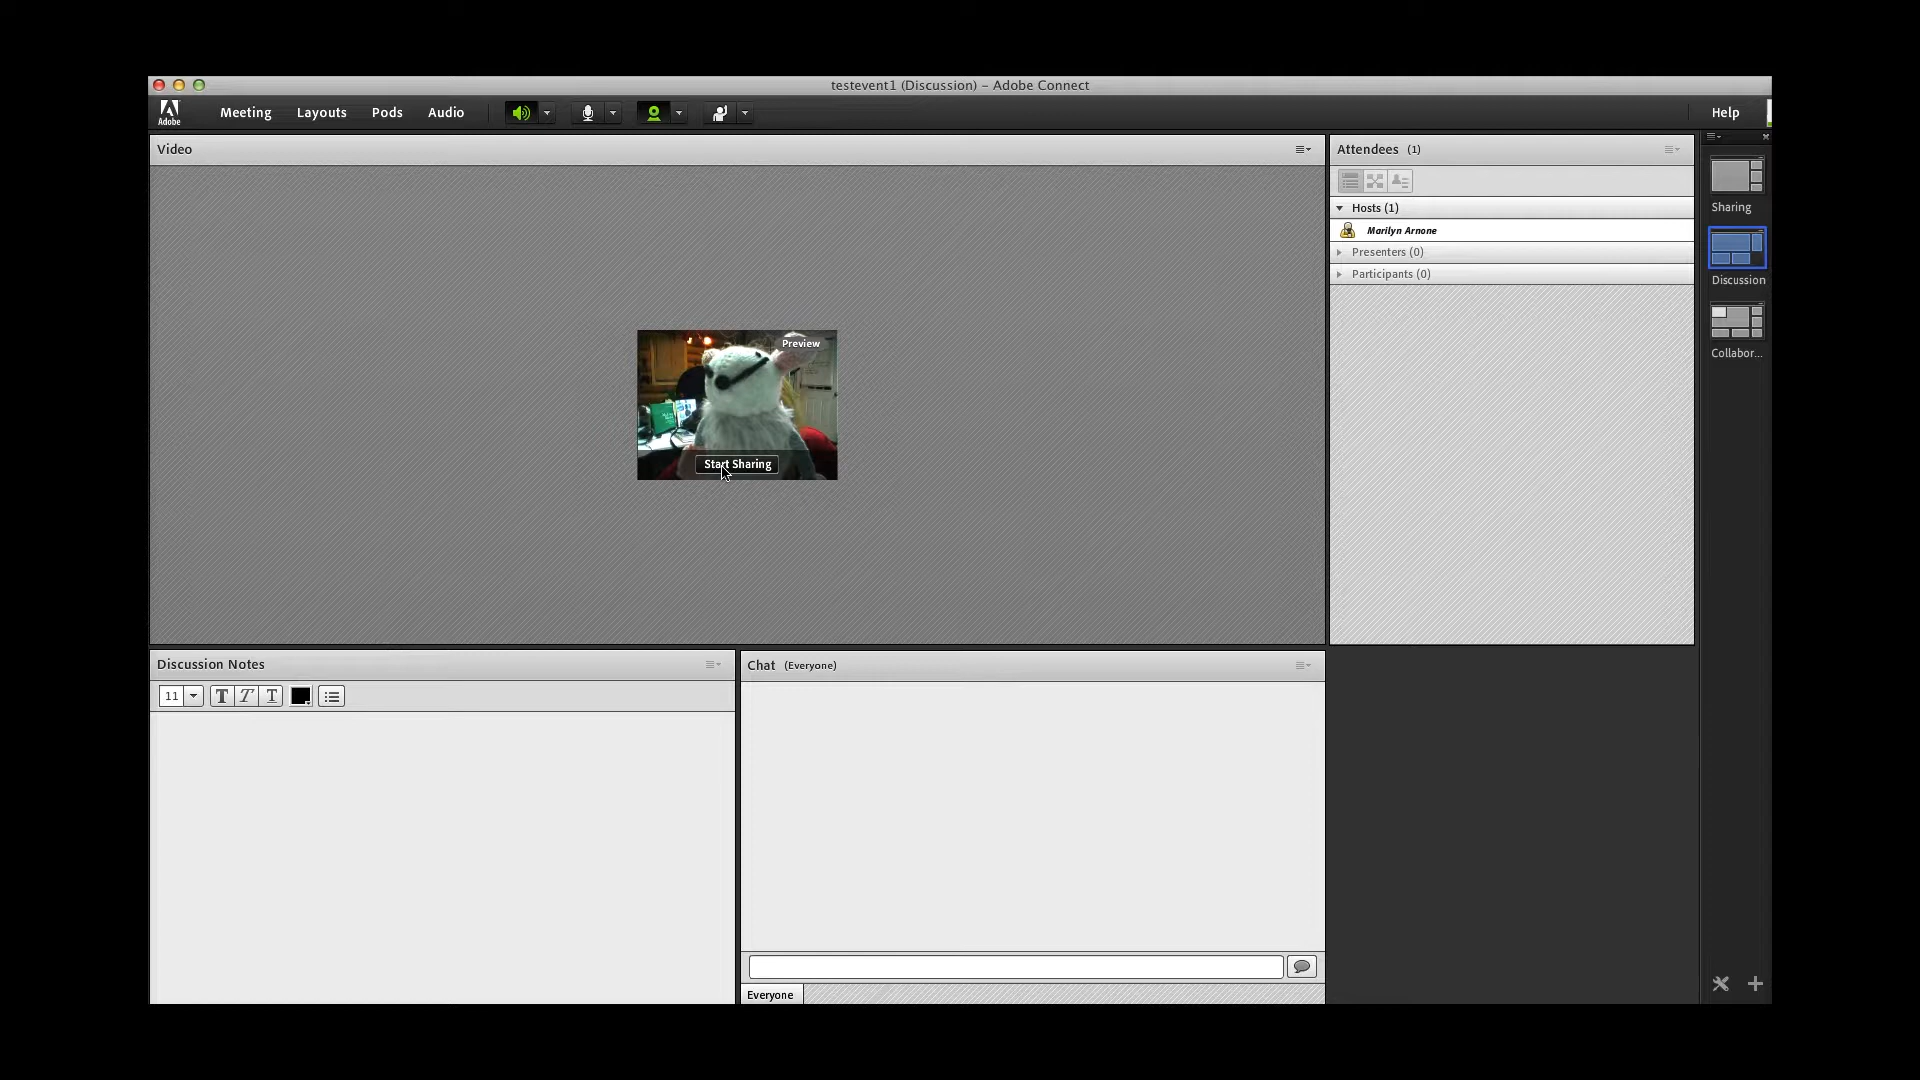 testevent1 (Discussion) – Adobe Connect
Adobe
Meeting Layouts Pods Audio Help
Video
Attendees (1)
Hosts (1)
Marilyn Arnone
Presenters (0)
Participants (0)
Sharing
Discussion
Collabor...
Preview
Start Sharing
Discussion Notes
11 T T T
Chat (Everyone)
Everyone